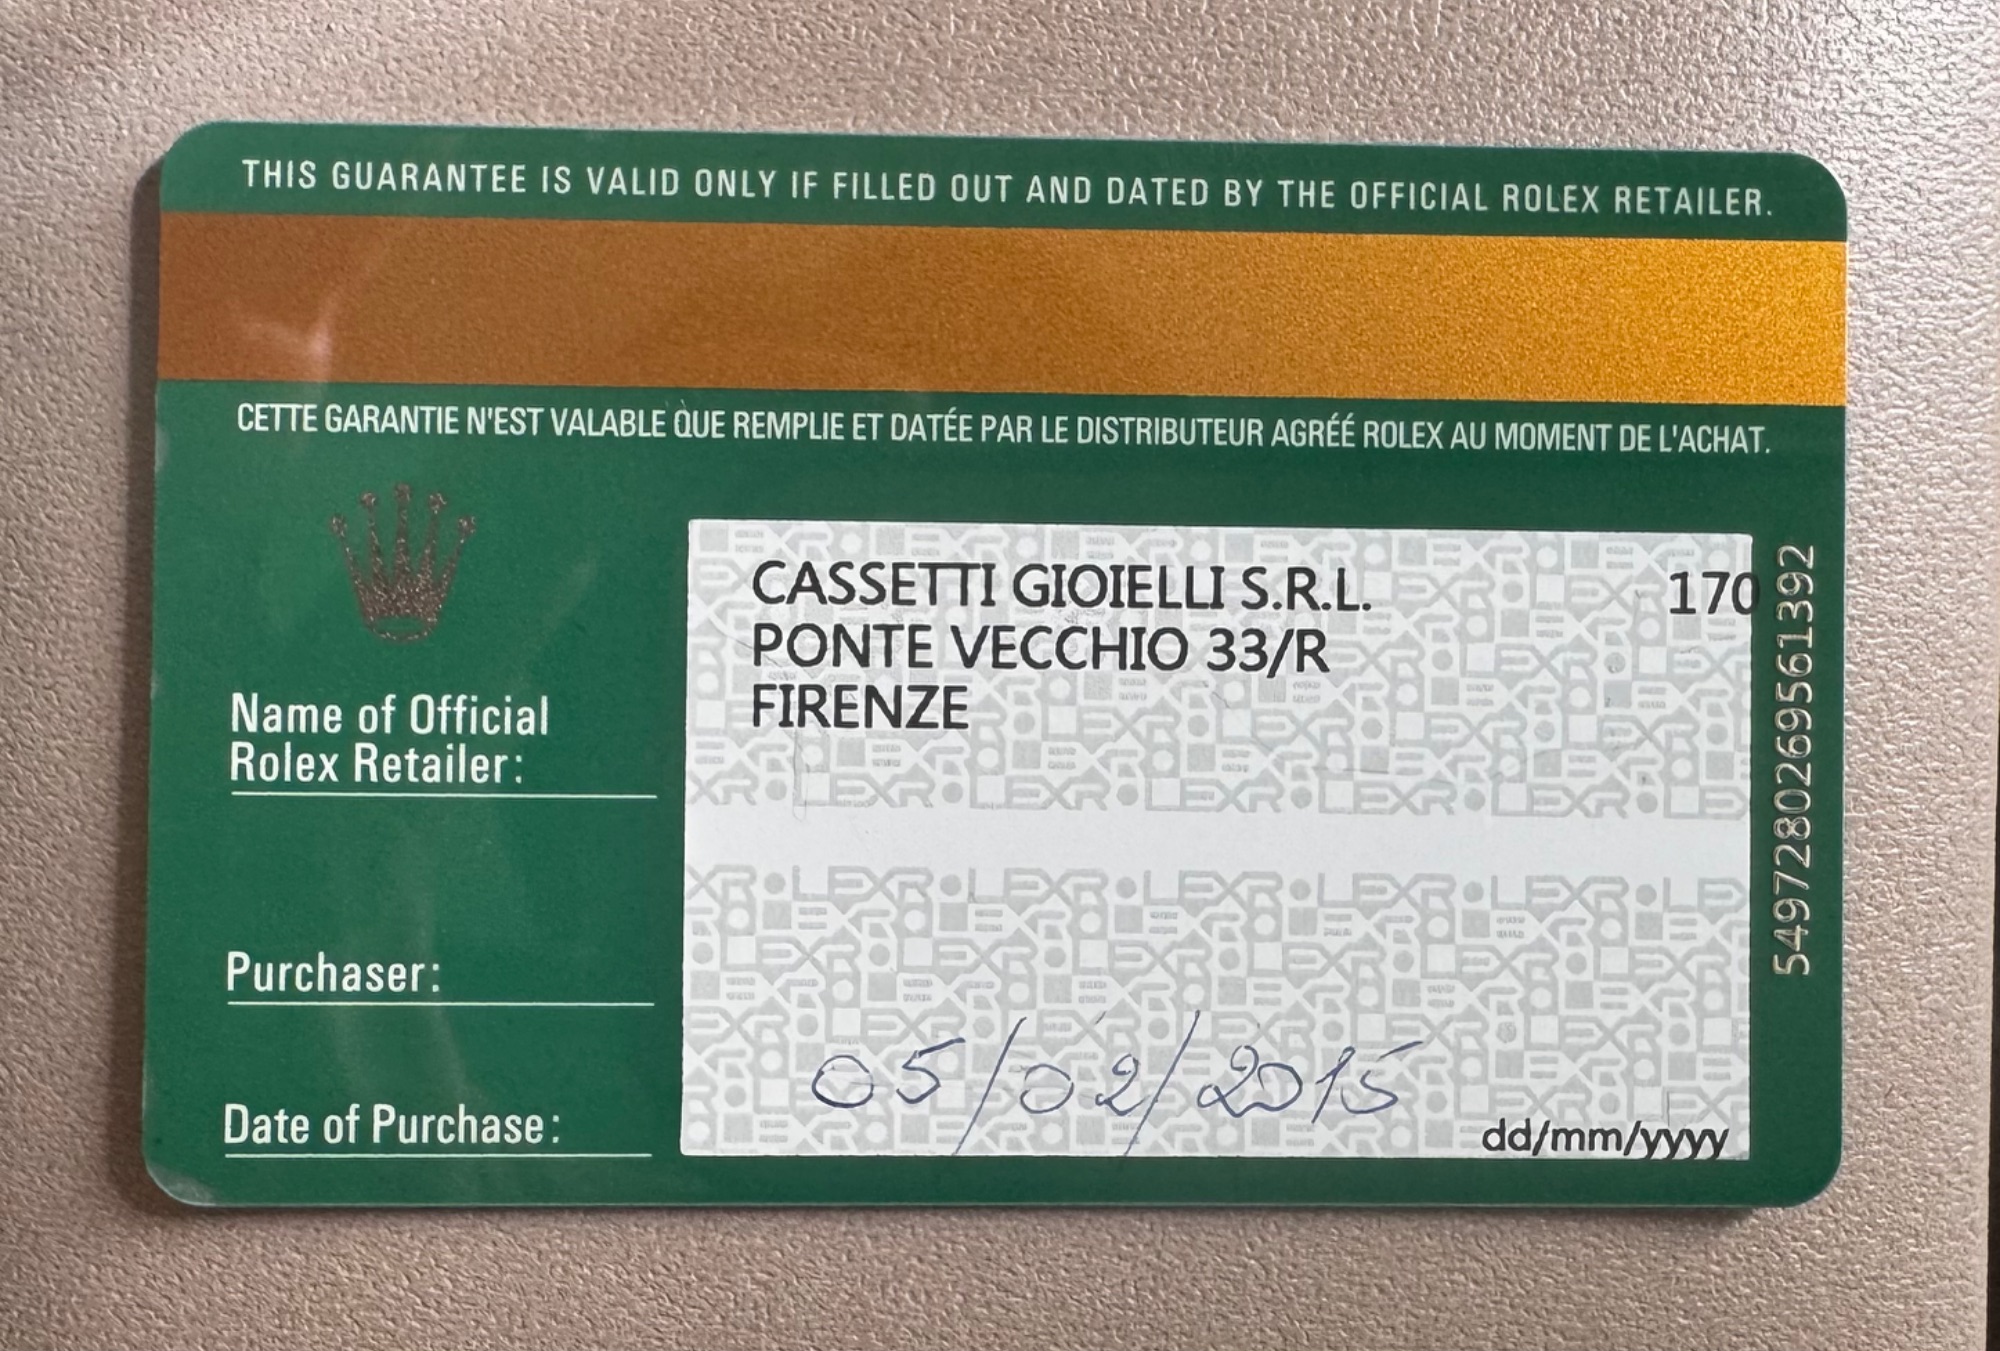 THIS GUARANTEE IS VALID ONLY IF FILLED OUT AND DATED BY THE OFFICIAL ROLEX RETAILER.
CETTE GARANTIE N'EST VALABLE QUE REMPLIE ET DATÉE PAR LE DISTRIBUTEUR AGRÉÉ ROLEX AU MOMENT DE L'ACHAT.
Name of Official
Rolex Retailer:
CASSETTI GIOIELLI S.R.L. 170
PONTE VECCHIO 33/R
FIRENZE
Purchaser:
Date of Purchase:
05/02/2015
dd/mm/yyyy
5497280269561392